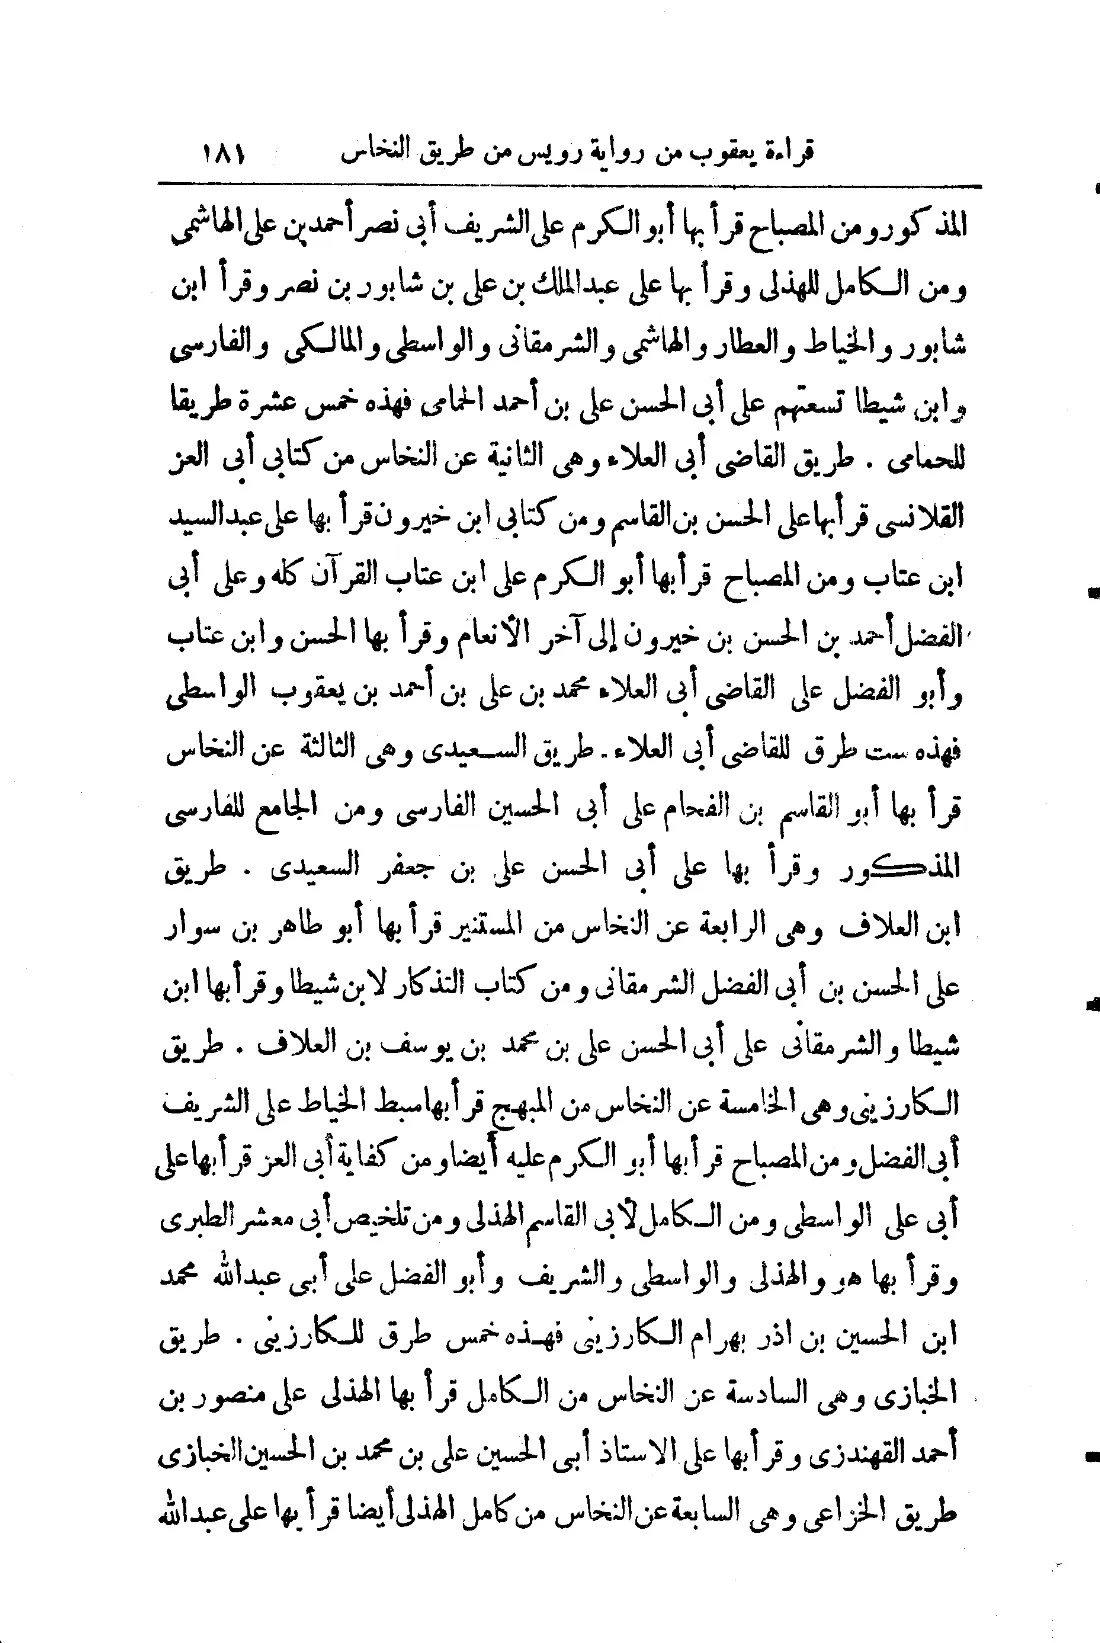 قراءة يعقوب من رواية رويس من طريق النخاس ١٨١
المذكور ومن المصباح قرأ بها أبو الكرم على الشريف أبى نصر أحمد بن على الهاشمى
ومن الكامل للهذلى وقرأ بها على عبد الملك بن على بن شابور بن نصر وقرأ ابن
شابور والخياط والعطار والهاشمى والشرمقانى والواسطى والمالكى والفارسى
وابن شيطا تسعتهم على أبى الحسن على بن أحمد الحمامى فهذه خمس عشرة طريقا
للحمامى . طريق القاضى أبى العلاء وهى الثانية عن النخاس من كتابى أبى العز
القلانسى قرأ بها على الحسن بن القاسم ومن كتابى ابن خيرون قرأ بها على عبد السيد
ابن عتاب ومن المصباح قرأ بها أبو الكرم على ابن عتاب القرآن كله وعلى أبى
الفضل أحمد بن الحسن بن خيرون إلى آخر الأنعام وقرأ بها الحسن وابن عتاب
وأبو الفضل على القاضى أبى العلاء محمد بن على بن أحمد بن يعقوب الواسطى
فهذه ست طرق للقاضى أبى العلاء . طريق السعيدى وهى الثالثة عن النخاس
قرأ بها أبو القاسم بن الفحام على أبى الحسين الفارسى ومن الجامع للفارسى
المذكور وقرأ بها على أبى الحسن على بن جعفر السعيدى . طريق
ابن العلاف وهى الرابعة عن النخاس من المستنير قرأ بها أبو طاهر بن سوار
على الحسن بن أبى الفضل الشرمقانى ومن كتاب التذكار لابن شيطا وقرأ بها ابن
شيطا والشرمقانى على أبى الحسن على بن محمد بن يوسف بن العلاف . طريق
الكارزينى وهى الخامسة عن النخاس من المبهج قرأ بها سبط الخياط على الشريف
أبى الفضل ومن المصباح قرأ بها أبو الكرم عليه أيضا ومن كفاية أبى العز قرأ بها على
أبى على الواسطى ومن الكامل لأبى القاسم الهذلى ومن تلخيص أبى معشر الطبرى
وقرأ بها هو والهذلى والواسطى والشريف وأبو الفضل على أبى عبد الله محمد
ابن الحسين بن اذر بهرام الكارزينى فهذه خمس طرق للكارزينى . طريق
الخبازى وهى السادسة عن النخاس من الكامل قرأ بها الهذلى على منصور بن
أحمد القهندزى وقرأ بها على الاستاذ أبى الحسين على بن محمد بن الحسين الخبازى
طريق الخزاعى وهى السابعة عن النخاس من كامل الهذلى أيضا قرأ بها على عبد الله